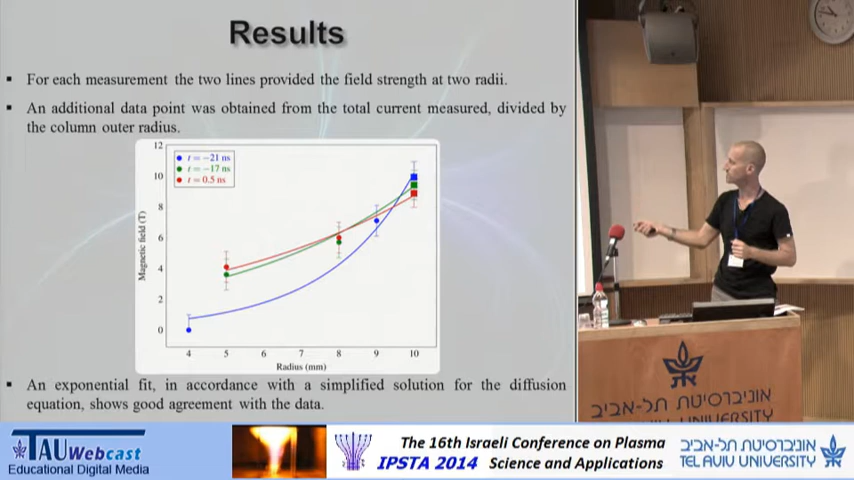 Results
▪ For each measurement the two lines provided the field strength at two radii.
▪ An additional data point was obtained from the total current measured, divided by
the column outer radius.
12
10
8
6
4
2
0
Magnetic field (T)
t = −21 ns
t = −17 ns
t = 0.5 ns
4 5 6 7 8 9 10
Radius (mm)
▪ An exponential fit, in accordance with a simplified solution for the diffusion
equation, shows good agreement with the data.
אוניברסיטת תל-אביב
UNIVERSITY
TAU Webcast
Educational Digital Media
The 16th Israeli Conference on Plasma
IPSTA 2014 Science and Applications
אוניברסיטת תל-אביב
TEL AVIV UNIVERSITY